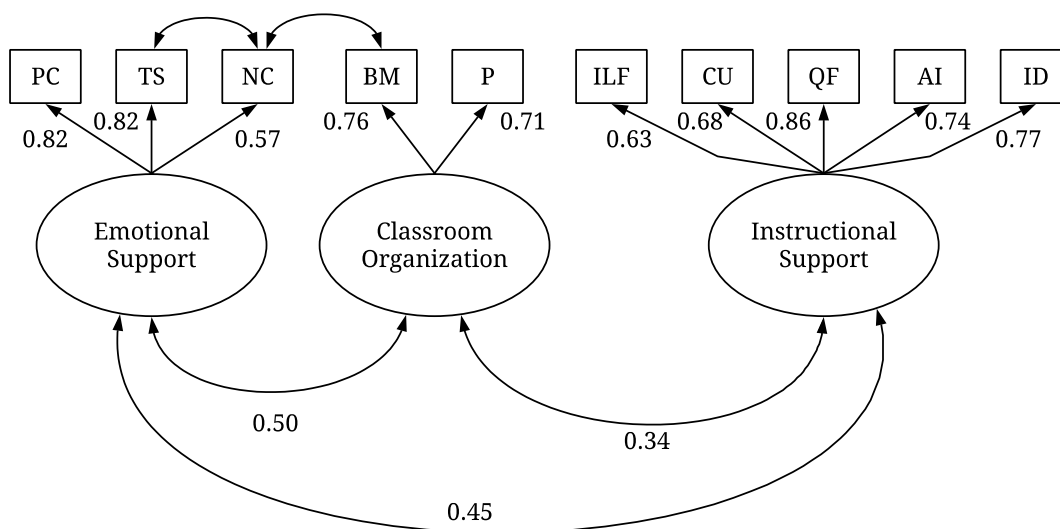 PC
TS
NC
BM
P
ILF
CU
QF
AI
ID
0.82
0.82
0.57
0.76
0.71
0.63
0.68
0.86
0.74
0.77
Emotional
Support
Classroom
Organization
Instructional
Support
0.50
0.34
0.45